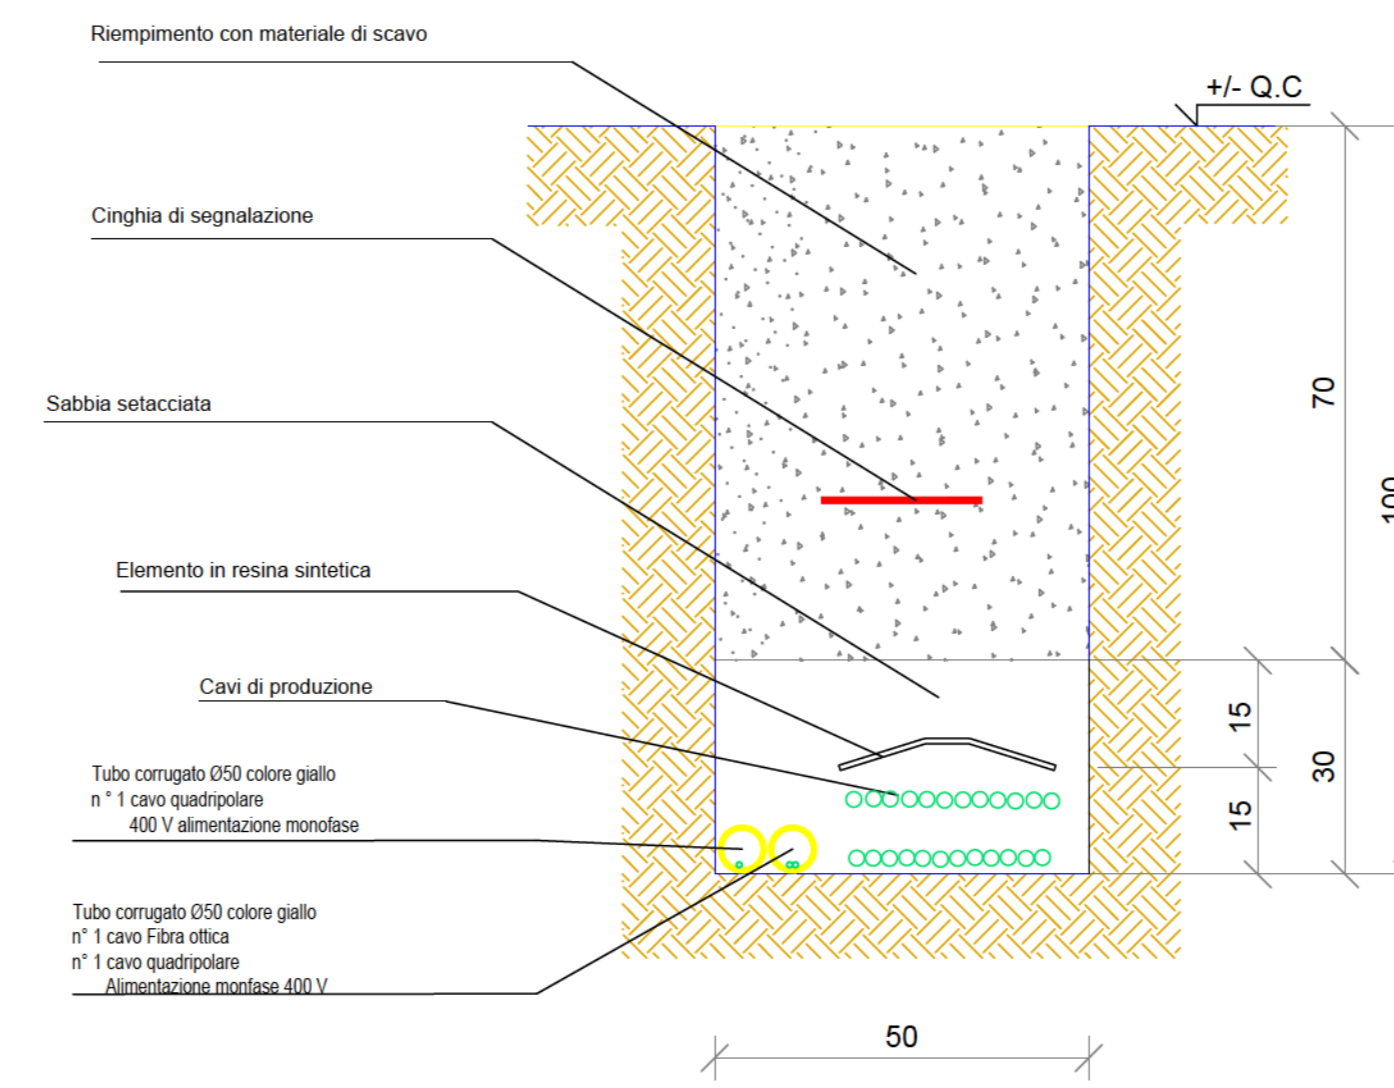 Riempimento con materiale di scavo
+/- Q.C
Cinghia di segnalazione
Sabbia setacciata
70
100
Elemento in resina sintetica
Cavi di produzione
15
30
15
Tubo corrugato Ø50 colore giallo
n ° 1 cavo quadripolare
400 V alimentazione monofase
Tubo corrugato Ø50 colore giallo
n° 1 cavo Fibra ottica
n° 1 cavo quadripolare
Alimentazione monfase 400 V
50